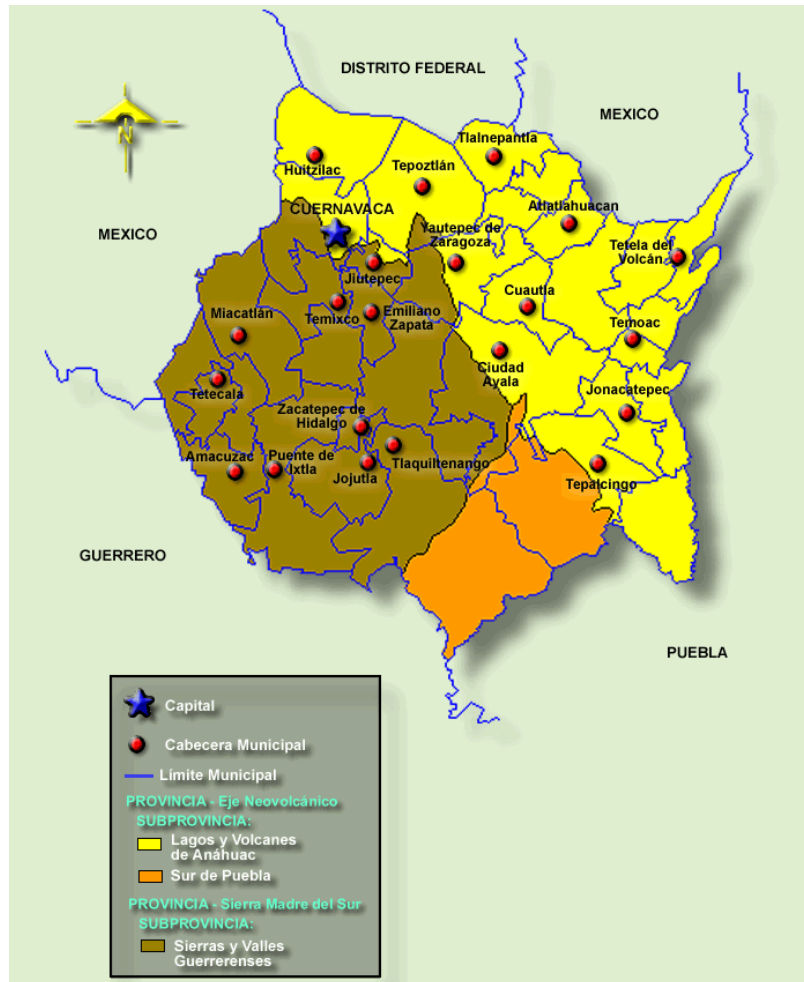 DISTRITO FEDERAL
MEXICO
N
Tlalnepantla
Huitzilac
Tepoztlán
CUERNAVACA
Atlatlahuacan
MEXICO
Yautepec de
Zaragoza
Tetela del
Volcán
Jiutepec
Cuautla
Miacatlán
Temixco
Emiliano
Zapata
Temoac
Ciudad
Ayala
Tetecala
Jonacatepec
Zacatepec de
Hidalgo
Amacuzac
Puente de
Ixtla
Jojutla
Tlaquiltenango
Tepalcingo
GUERRERO
PUEBLA
Capital
Cabecera Municipal
Límite Municipal
PROVINCIA - Eje Neovolcánico
SUBPROVINCIA:
Lagos y Volcanes
de Anáhuac
Sur de Puebla
PROVINCIA - Sierra Madre del Sur
SUBPROVINCIA:
Sierras y Valles
Guerrerenses